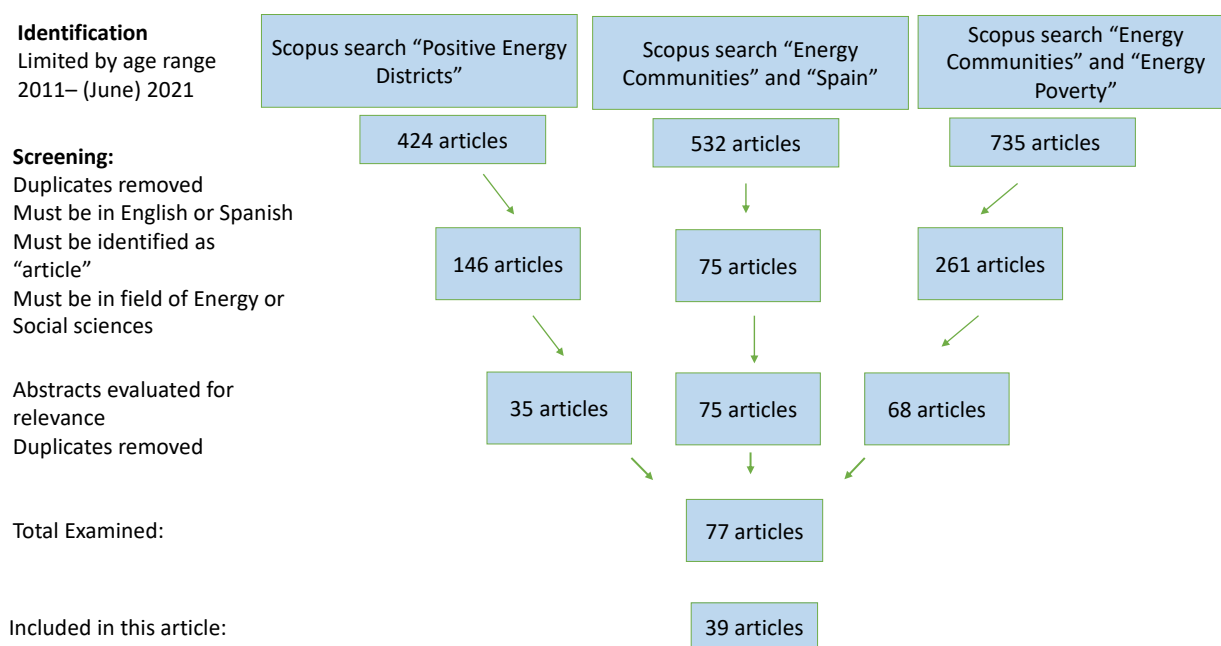 Identification
Limited by age range
2011– (June) 2021
Scopus search “Positive Energy
Districts”
Scopus search “Energy
Communities” and “Spain”
Scopus search “Energy
Communities” and “Energy
Poverty”
424 articles
532 articles
735 articles
Screening:
Duplicates removed
Must be in English or Spanish
Must be identified as
“article”
Must be in field of Energy or
Social sciences
146 articles
75 articles
261 articles
Abstracts evaluated for
relevance
Duplicates removed
35 articles
75 articles
68 articles
Total Examined:
77 articles
Included in this article:
39 articles